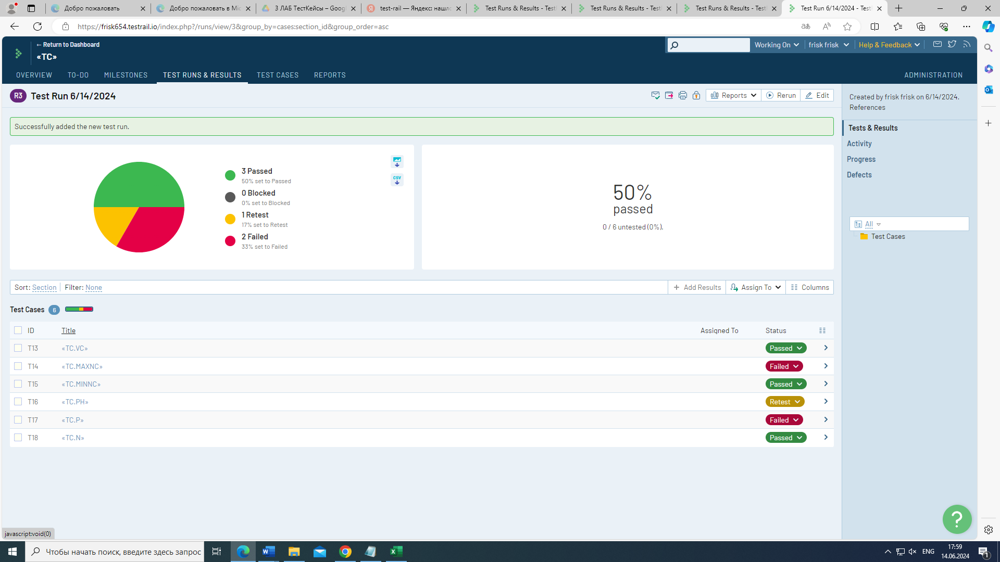 Добро пожаловать
Добро пожаловать в Mic
3 ЛАБ ТестКейсы – Googl
test-rail — Яндекс: нашло
Test Runs & Results - Test
Test Runs & Results - Test
Test Runs & Results - Test
Test Run 6/14/2024 - Test
https://frisk654.testrail.io/index.php?/runs/view/3&group_by=cases:section_id&group_order=asc
← Return to Dashboard
«TC»
Working On
frisk frisk
Help & Feedback
OVERVIEW
TO-DO
MILESTONES
TEST RUNS & RESULTS
TEST CASES
REPORTS
ADMINISTRATION
R3
Test Run 6/14/2024
Reports
Rerun
Edit
Created by frisk frisk on 6/14/2024.
References
Successfully added the new test run.
Tests & Results
Activity
Progress
Defects
3 Passed
50% set to Passed
0 Blocked
0% set to Blocked
1 Retest
17% set to Retest
2 Failed
33% set to Failed
CSV
50%
passed
0 / 6 untested (0%).
All
Test Cases
Sort: Section
Filter: None
Add Results
Assign To
Columns
Test Cases 6
ID Title Assigned To Status
T13 «TC.VC» Passed
T14 «TC.MAXNC» Failed
T15 «TC.MINNC» Passed
T16 «TC.PH» Retest
T17 «TC.P» Failed
T18 «TC.N» Passed
javascript:void(0)
Чтобы начать поиск, введите здесь запрос
ENG
17:59
14.06.2024
1